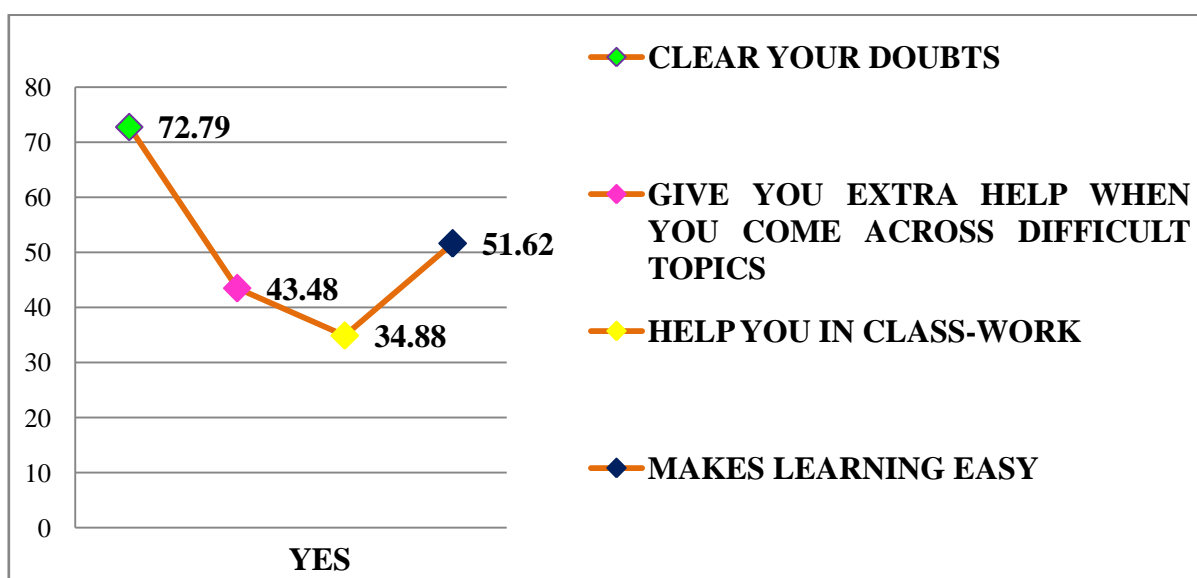 80
70
60
50
40
30
20
10
0
72.79
43.48
34.88
51.62
YES
CLEAR YOUR DOUBTS
GIVE YOU EXTRA HELP WHEN
YOU COME ACROSS DIFFICULT
TOPICS
HELP YOU IN CLASS-WORK
MAKES LEARNING EASY